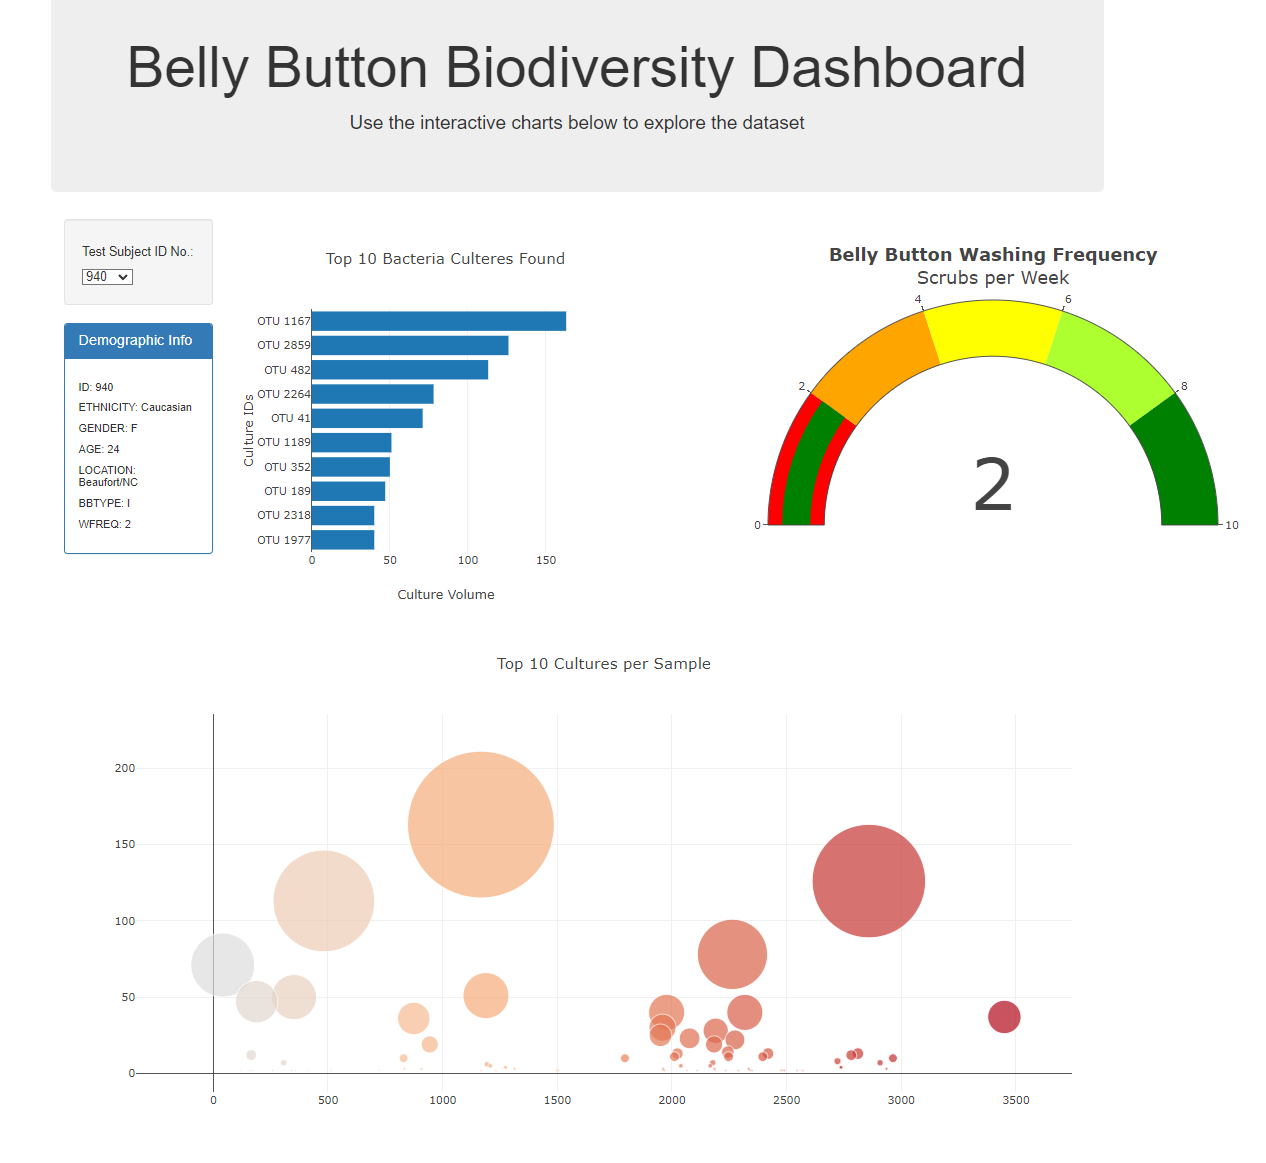 Belly Button Biodiversity Dashboard
Use the interactive charts below to explore the dataset
Test Subject ID No.:
940
Demographic Info
ID: 940
ETHNICITY: Caucasian
GENDER: F
AGE: 24
LOCATION:
Beaufort/NC
BBTYPE: I
WFREQ: 2
Top 10 Bacteria Culteres Found
Culture IDs
OTU 1167
OTU 2859
OTU 482
OTU 2264
OTU 41
OTU 1189
OTU 352
OTU 189
OTU 2318
OTU 1977
0 50 100 150
Culture Volume
Belly Button Washing Frequency
Scrubs per Week
0
2
4
6
8
10
2
Top 10 Cultures per Sample
200
150
100
50
0
0 500 1000 1500 2000 2500 3000 3500